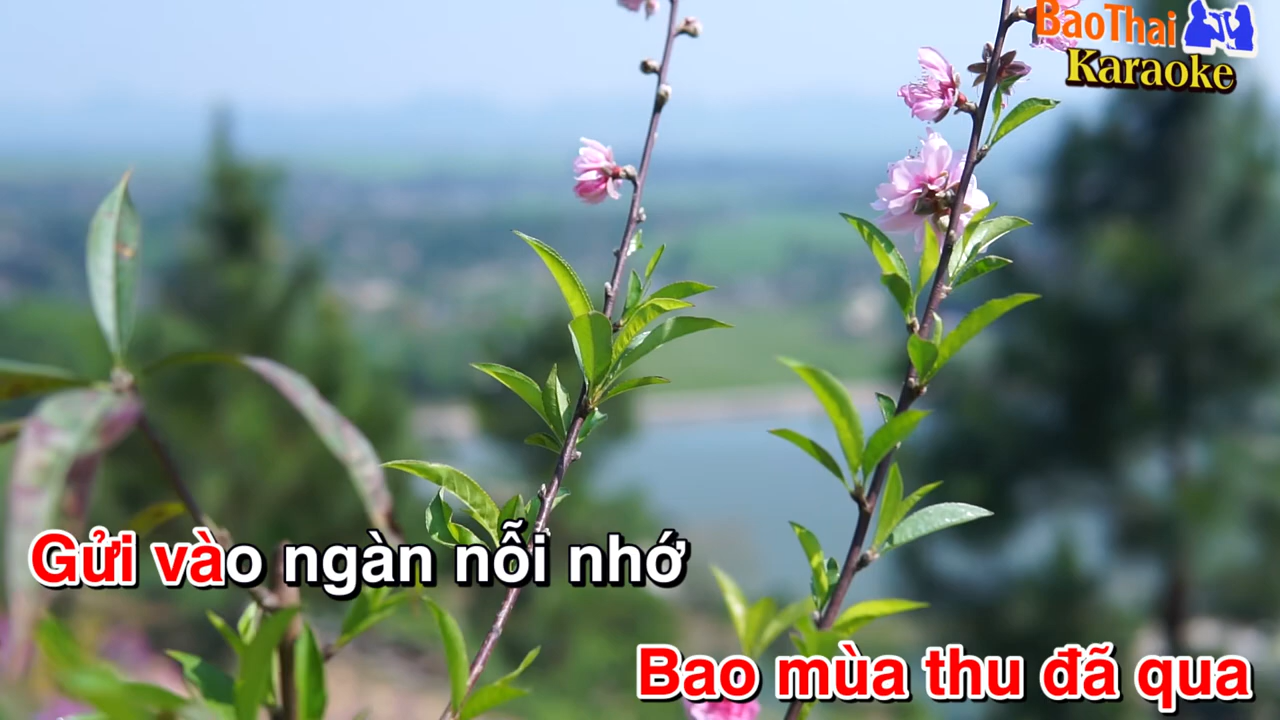 BaoThai
Karaoke
Gửi vào ngàn nỗi nhớ
Bao mùa thu đã qua